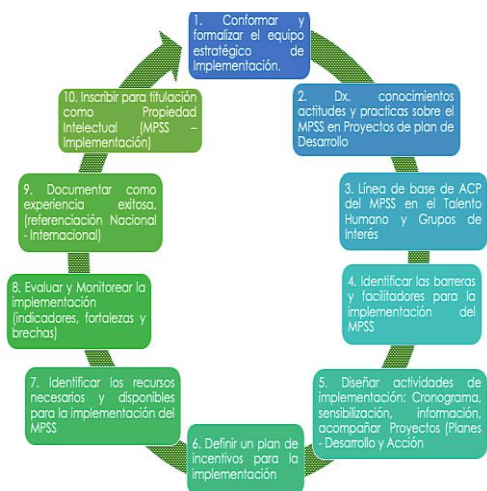 1. Conformar y
formalizar el equipo
estratégico de
Implementación.
2. Dx. conocimientos
actitudes y practicas sobre el
MPSS en Proyectos de plan de
Desarrollo
3. Línea de base de ACP
del MPSS en el Talento
Humano y Grupos de
Interés
4. Identificar las barreras
y facilitadores para la
implementación del
MPSS
5. Diseñar actividades de
implementación: Cronograma,
sensibilización, información,
acompañar Proyectos (Planes
- Desarrollo y Acción
6. Definir un plan de
incentivos para la
implementación
7. Identificar los recursos
necesarios y disponibles
para la implementación del
MPSS
8. Evaluar y Monitorear la
implementación
(indicadores, fortalezas y
brechas)
9. Documentar como
experiencia exitosa.
(referenciación Nacional
- Internacional)
10. Inscribir para titulación
como Propiedad
Intelectual (MPSS –
Implementación)